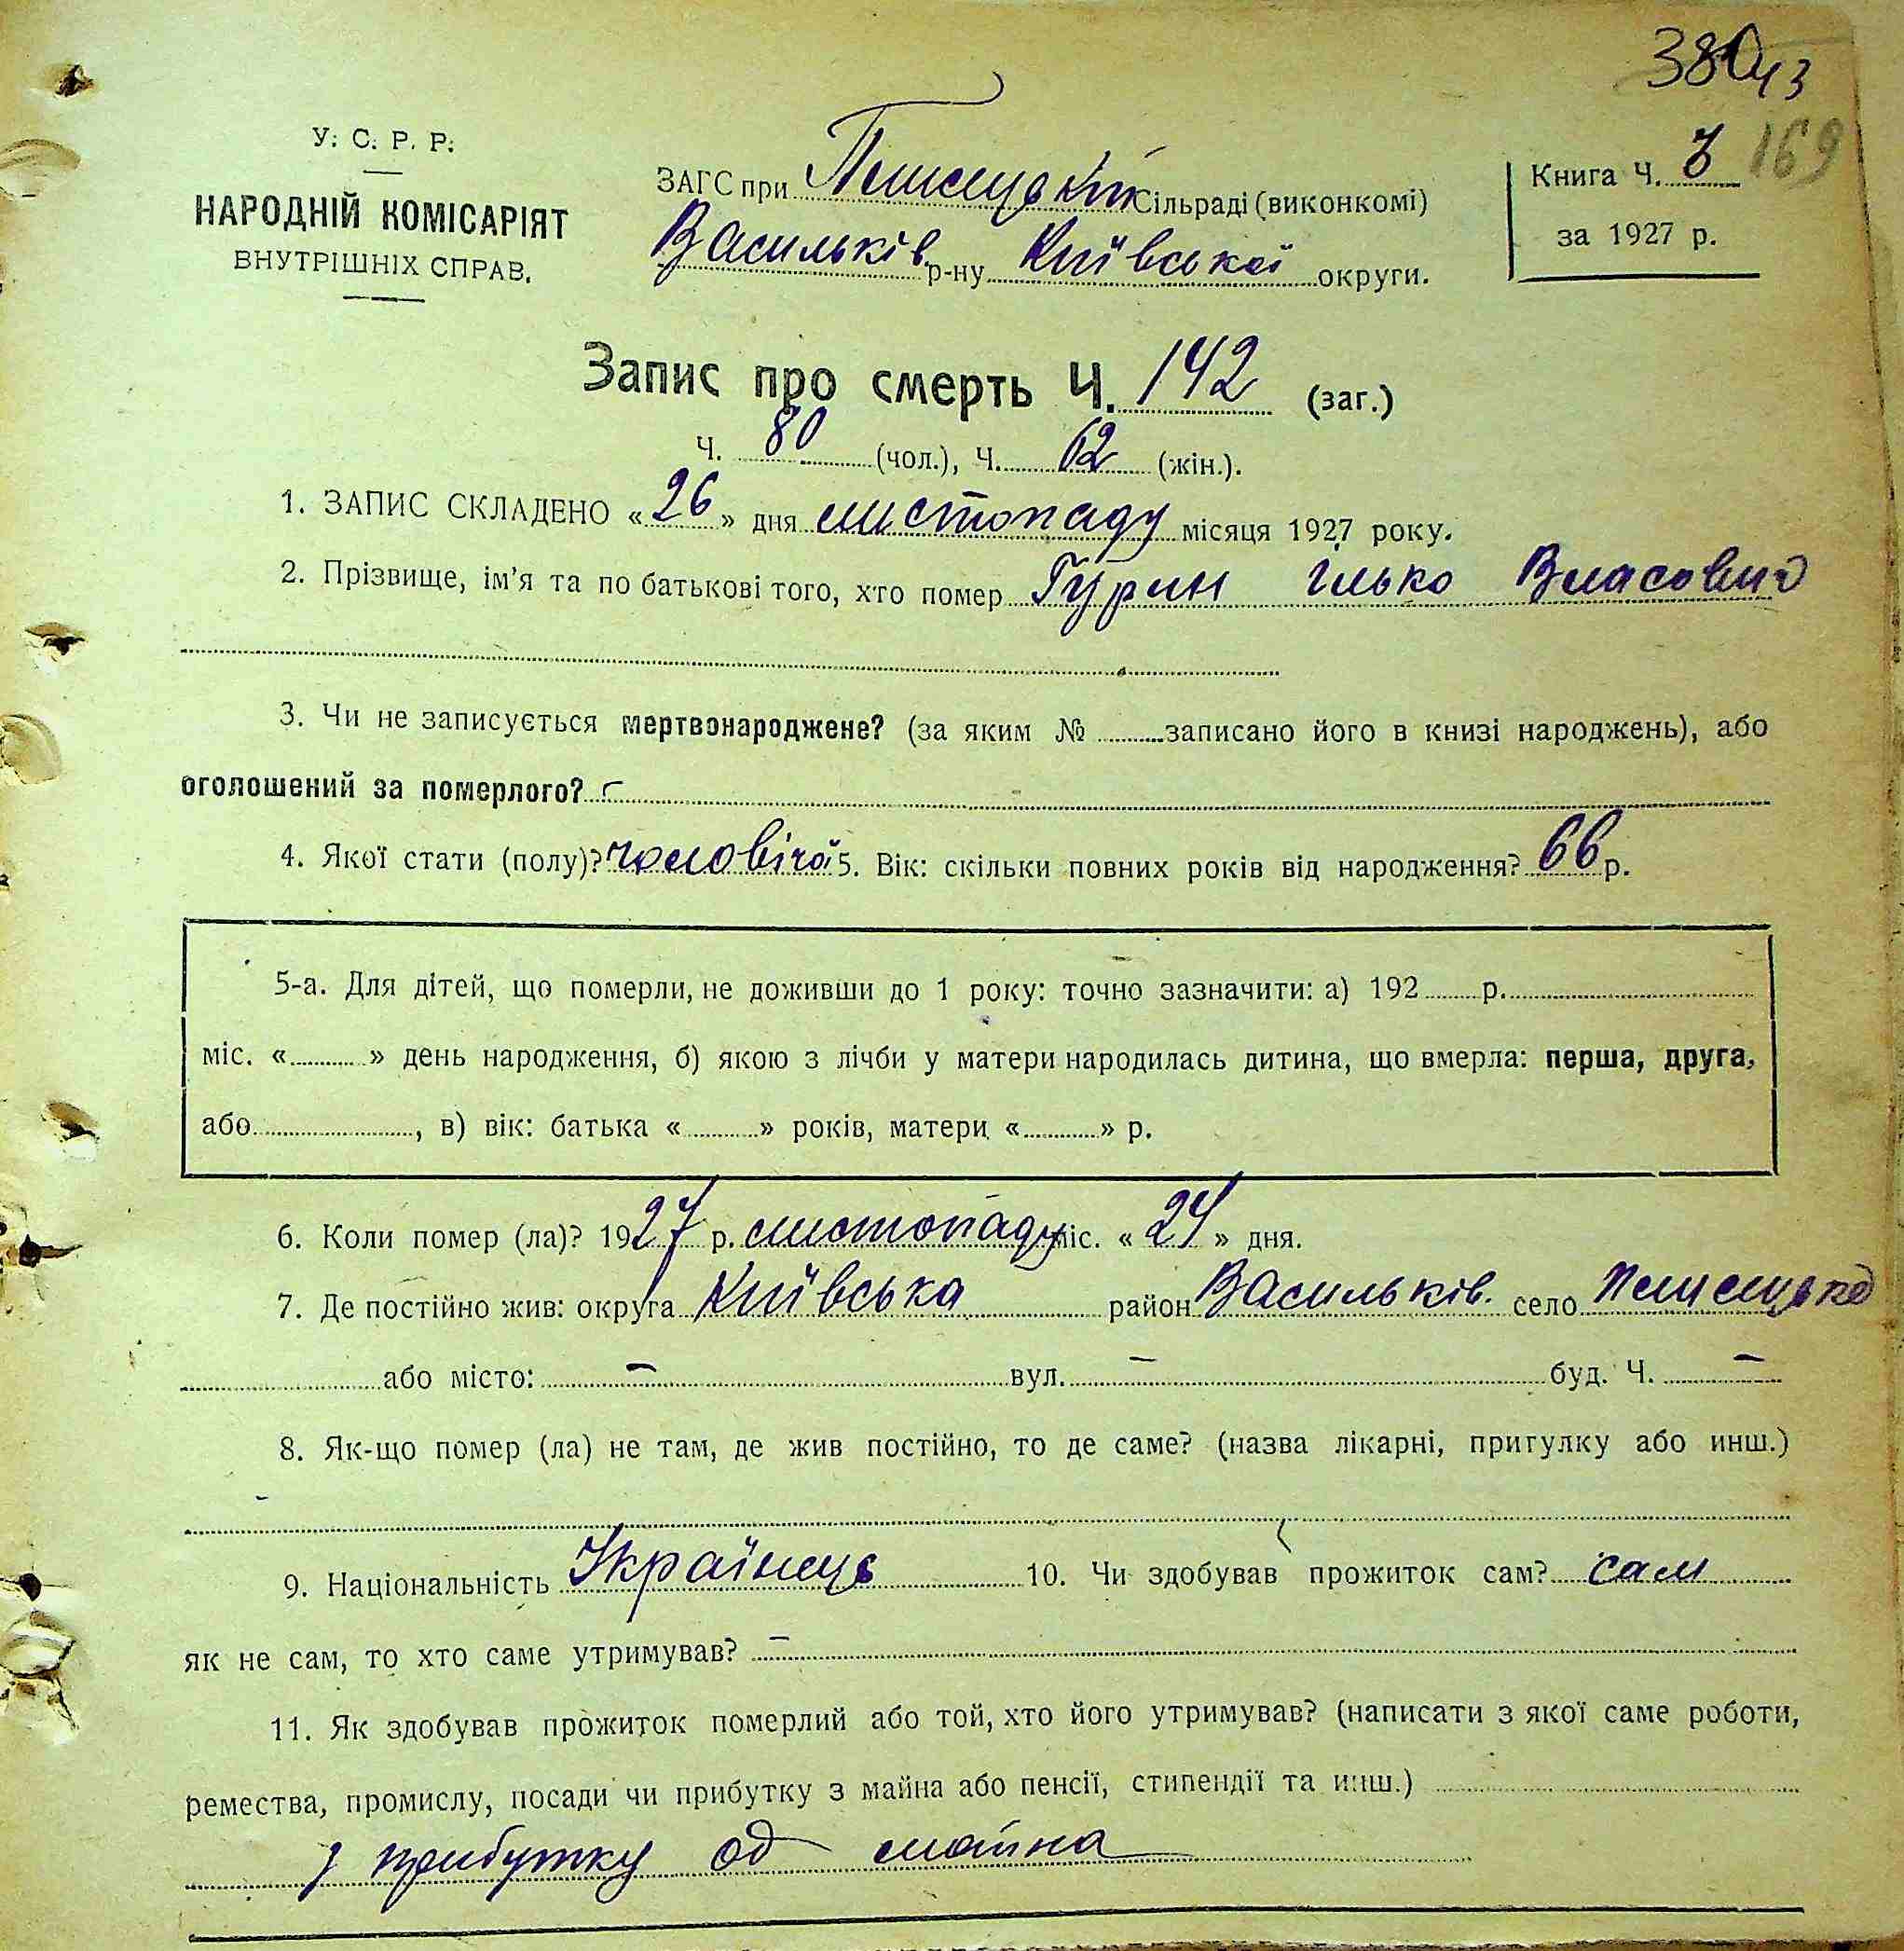 380 43
У. С. Р. Р.
НАРОДНІЙ КОМІСАРІЯТ
ВНУТРІШНІХ СПРАВ.
ЗАГС при Плисецькій Сільраді (виконкомі)
Васильків. р-ну Київської округи.
Книга Ч. 3 169
за 1927 р.
Запис про смерть Ч. 142 (заг.)
Ч. 80 (чол.), Ч. 62 (жін.).
1. ЗАПИС СКЛАДЕНО «26» дня листопаду місяця 1927 року.
2. Прізвище, ім'я та по батькові того, хто помер Гурин Ілько Власович
3. Чи не записується мертвонароджене? (за яким № записано його в книзі народжень), або
оголошений за померлого?
4. Якої стати (полу)? чоловіча 5. Вік: скільки повних років від народження? 66 р.
5-а. Для дітей, що померли, не доживши до 1 року: точно зазначити: а) 192 р.
міс. « » день народження, б) якою з лічби у матери народилась дитина, що вмерла: перша, друга,
або , в) вік: батька « » років, матери « » р.
6. Коли помер (ла)? 1927 р. листопаду міс. «24» дня.
7. Де постійно жив: округа Київська район Васильків. село Плисецьке
або місто: – вул. – буд. Ч. –
8. Як-що помер (ла) не там, де жив постійно, то де саме? (назва лікарні, пригулку або инш.)
–
9. Національність Українець 10. Чи здобував прожиток сам? сам
як не сам, то хто саме утримував? –
11. Як здобував прожиток померлий або той, хто його утримував? (написати з якої саме роботи,
ремества, промислу, посади чи прибутку з майна або пенсії, стипендії та инш.)
з прибутку од майна